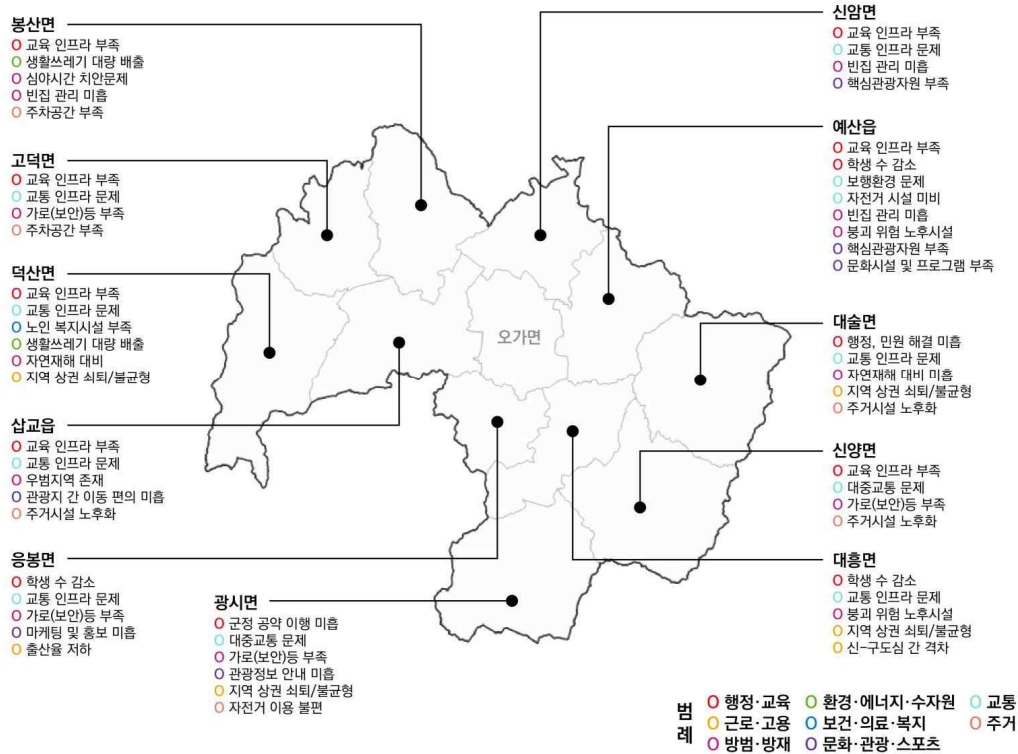 봉산면
O 교육 인프라 부족
O 생활쓰레기 대량 배출
O 심야시간 치안문제
O 빈집 관리 미흡
O 주차공간 부족
고덕면
O 교육 인프라 부족
O 교통 인프라 문제
O 가로(보안)등 부족
O 주차공간 부족
덕산면
O 교육 인프라 부족
O 교통 인프라 문제
O 노인 복지시설 부족
O 생활쓰레기 대량 배출
O 자연재해 대비
O 지역 상권 쇠퇴/불균형
삽교읍
O 교육 인프라 부족
O 교통 인프라 문제
O 우범지역 존재
O 관광지 간 이동 편의 미흡
O 주거시설 노후화
응봉면
O 학생 수 감소
O 교통 인프라 문제
O 가로(보안)등 부족
O 마케팅 및 홍보 미흡
O 출산율 저하
광시면
O 군정 공약 이행 미흡
O 대중교통 문제
O 가로(보안)등 부족
O 관광정보 안내 미흡
O 지역 상권 쇠퇴/불균형
O 자전거 이용 불편
오가면
신암면
O 교육 인프라 부족
O 교통 인프라 문제
O 빈집 관리 미흡
O 핵심관광자원 부족
예산읍
O 교육 인프라 부족
O 학생 수 감소
O 보행환경 문제
O 자전거 시설 미비
O 빈집 관리 미흡
O 붕괴 위험 노후시설
O 핵심관광자원 부족
O 문화시설 및 프로그램 부족
대술면
O 행정, 민원 해결 미흡
O 교통 인프라 문제
O 자연재해 대비 미흡
O 지역 상권 쇠퇴/불균형
O 주거시설 노후화
신양면
O 교육 인프라 부족
O 대중교통 문제
O 가로(보안)등 부족
O 주거시설 노후화
대흥면
O 학생 수 감소
O 교통 인프라 문제
O 붕괴 위험 노후시설
O 지역 상권 쇠퇴/불균형
O 신-구도심 간 격차
범례
O 행정·교육 O 환경·에너지·수자원 O 교통
O 근로·고용 O 보건·의료·복지 O 주거
O 방범·방재 O 문화·관광·스포츠